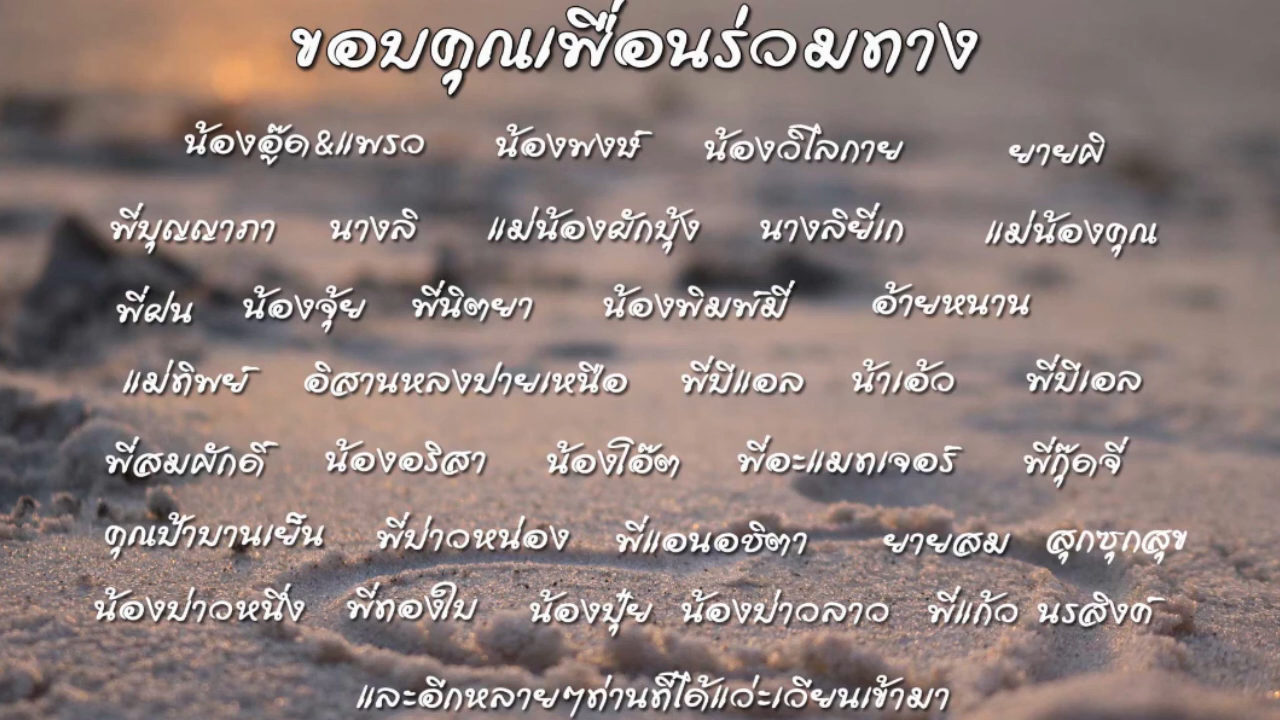 ขอบคุณเพื่อนร่วมทาง
น้องอู๊ด&แพรว น้องพงษ์ น้องวิไลกาย ยายผิ
พี่บุญญาภา นางลิ แม่น้องผักบุ้ง นางลิยี่เก แม่น้องคุณ
พี่ฝน น้องจุ้ย พี่นิตยา น้องพิมพ์มี่ อ้ายหนาน
แม่ทิพย์ อิสานหลงปายเหนือ พี่บีแอล น้าเอ้ว พี่บีเอล
พี่สมศักดิ์ น้องอริสา น้องโอ๊ต พี่อะแมทเจอร์ พี่กุ๊ดจี่
คุณป้าบานเย็น พี่บ่าวหน่อง พี่แอนอชิตา ยายสม สุกซุกสุข
น้องบ่าวหนึ่ง พี่ทองใบ น้องปุ๋ย น้องบ่าวลาว พี่แก้ว นรสิงค์
และอีกหลายๆท่านที่ได้แว่ะเวียนเข้ามา